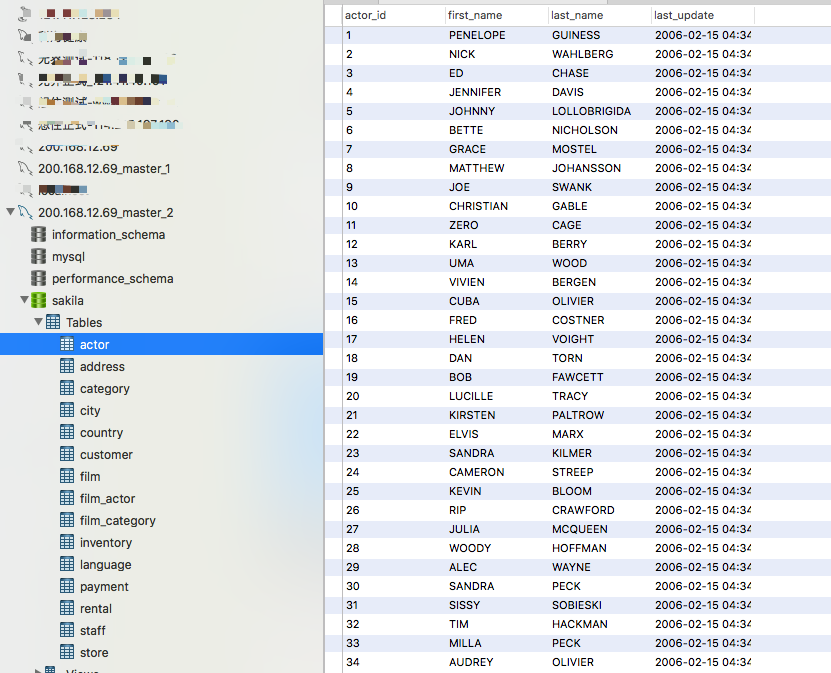 200.168.12.69
200.168.12.69_master_1
200.168.12.69_master_2
information_schema
mysql
performance_schema
sakila
Tables
actor
address
category
city
country
customer
film
film_actor
film_category
inventory
language
payment
rental
staff
store
Views
actor_id first_name last_name last_update
1 PENELOPE GUINESS 2006-02-15 04:34
2 NICK WAHLBERG 2006-02-15 04:34
3 ED CHASE 2006-02-15 04:34
4 JENNIFER DAVIS 2006-02-15 04:34
5 JOHNNY LOLLOBRIGIDA 2006-02-15 04:34
6 BETTE NICHOLSON 2006-02-15 04:34
7 GRACE MOSTEL 2006-02-15 04:34
8 MATTHEW JOHANSSON 2006-02-15 04:34
9 JOE SWANK 2006-02-15 04:34
10 CHRISTIAN GABLE 2006-02-15 04:34
11 ZERO CAGE 2006-02-15 04:34
12 KARL BERRY 2006-02-15 04:34
13 UMA WOOD 2006-02-15 04:34
14 VIVIEN BERGEN 2006-02-15 04:34
15 CUBA OLIVIER 2006-02-15 04:34
16 FRED COSTNER 2006-02-15 04:34
17 HELEN VOIGHT 2006-02-15 04:34
18 DAN TORN 2006-02-15 04:34
19 BOB FAWCETT 2006-02-15 04:34
20 LUCILLE TRACY 2006-02-15 04:34
21 KIRSTEN PALTROW 2006-02-15 04:34
22 ELVIS MARX 2006-02-15 04:34
23 SANDRA KILMER 2006-02-15 04:34
24 CAMERON STREEP 2006-02-15 04:34
25 KEVIN BLOOM 2006-02-15 04:34
26 RIP CRAWFORD 2006-02-15 04:34
27 JULIA MCQUEEN 2006-02-15 04:34
28 WOODY HOFFMAN 2006-02-15 04:34
29 ALEC WAYNE 2006-02-15 04:34
30 SANDRA PECK 2006-02-15 04:34
31 SISSY SOBIESKI 2006-02-15 04:34
32 TIM HACKMAN 2006-02-15 04:34
33 MILLA PECK 2006-02-15 04:34
34 AUDREY OLIVIER 2006-02-15 04:34